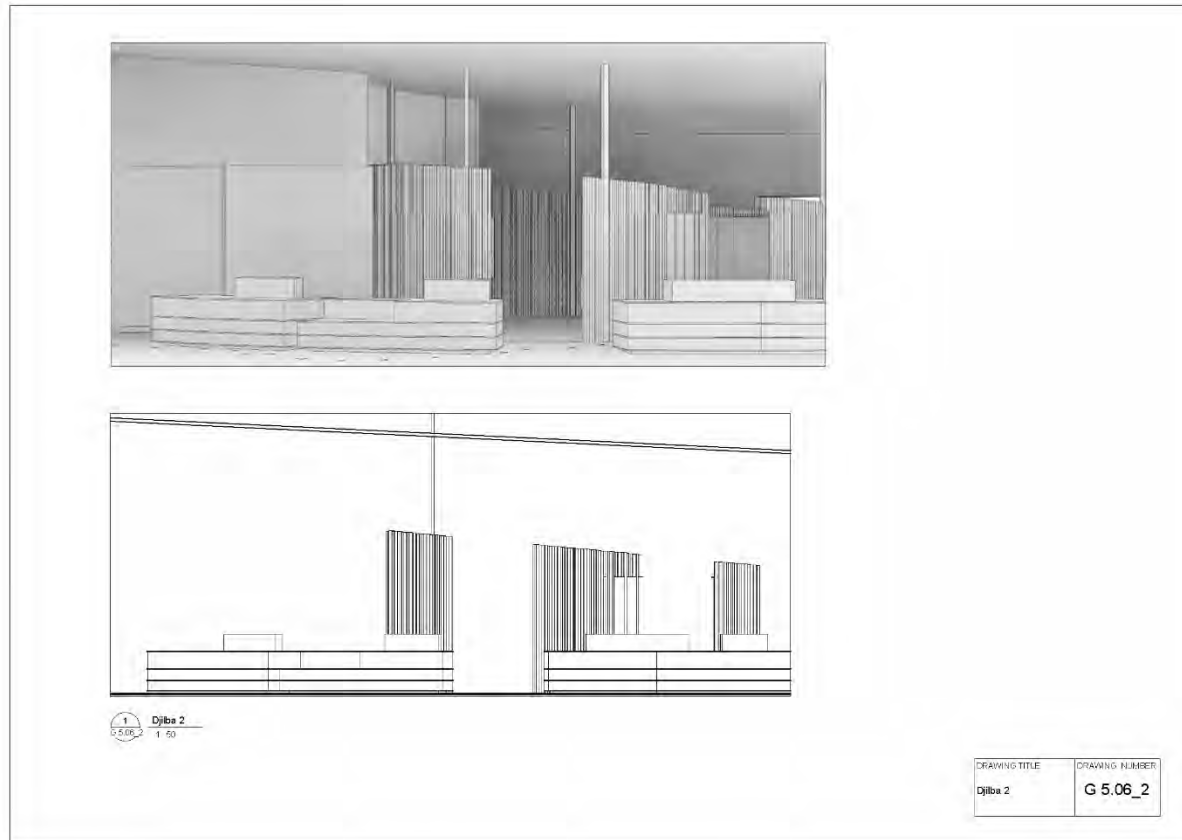 1
G 5.06_2
Djilba 2
1 50
DRAWING TITLE
Djilba 2
DRAWING NUMBER
G 5.06_2